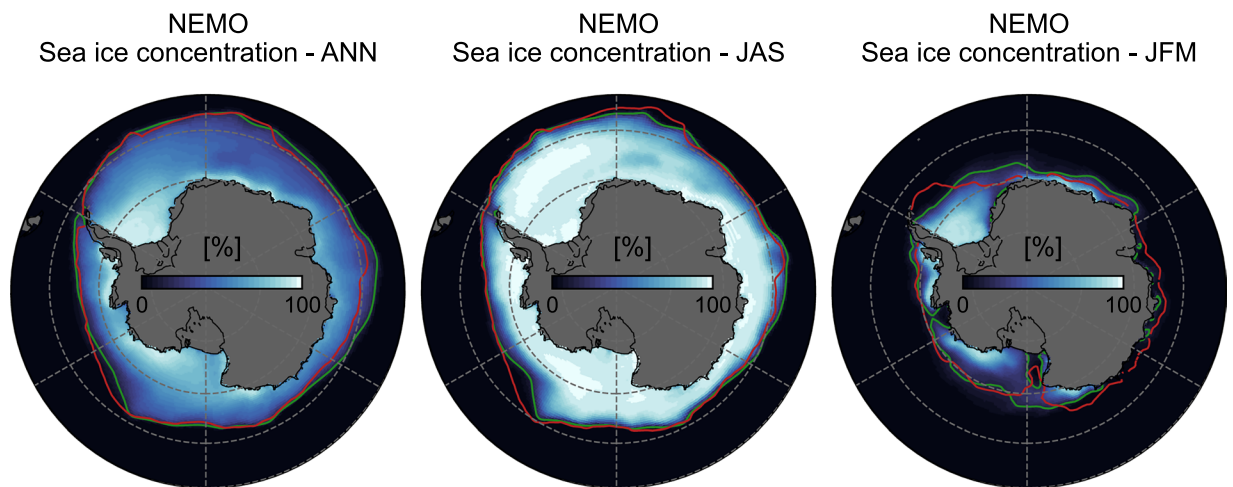 NEMO
Sea ice concentration - ANN
[%]
0 100
NEMO
Sea ice concentration - JAS
[%]
0 100
NEMO
Sea ice concentration - JFM
[%]
0 100